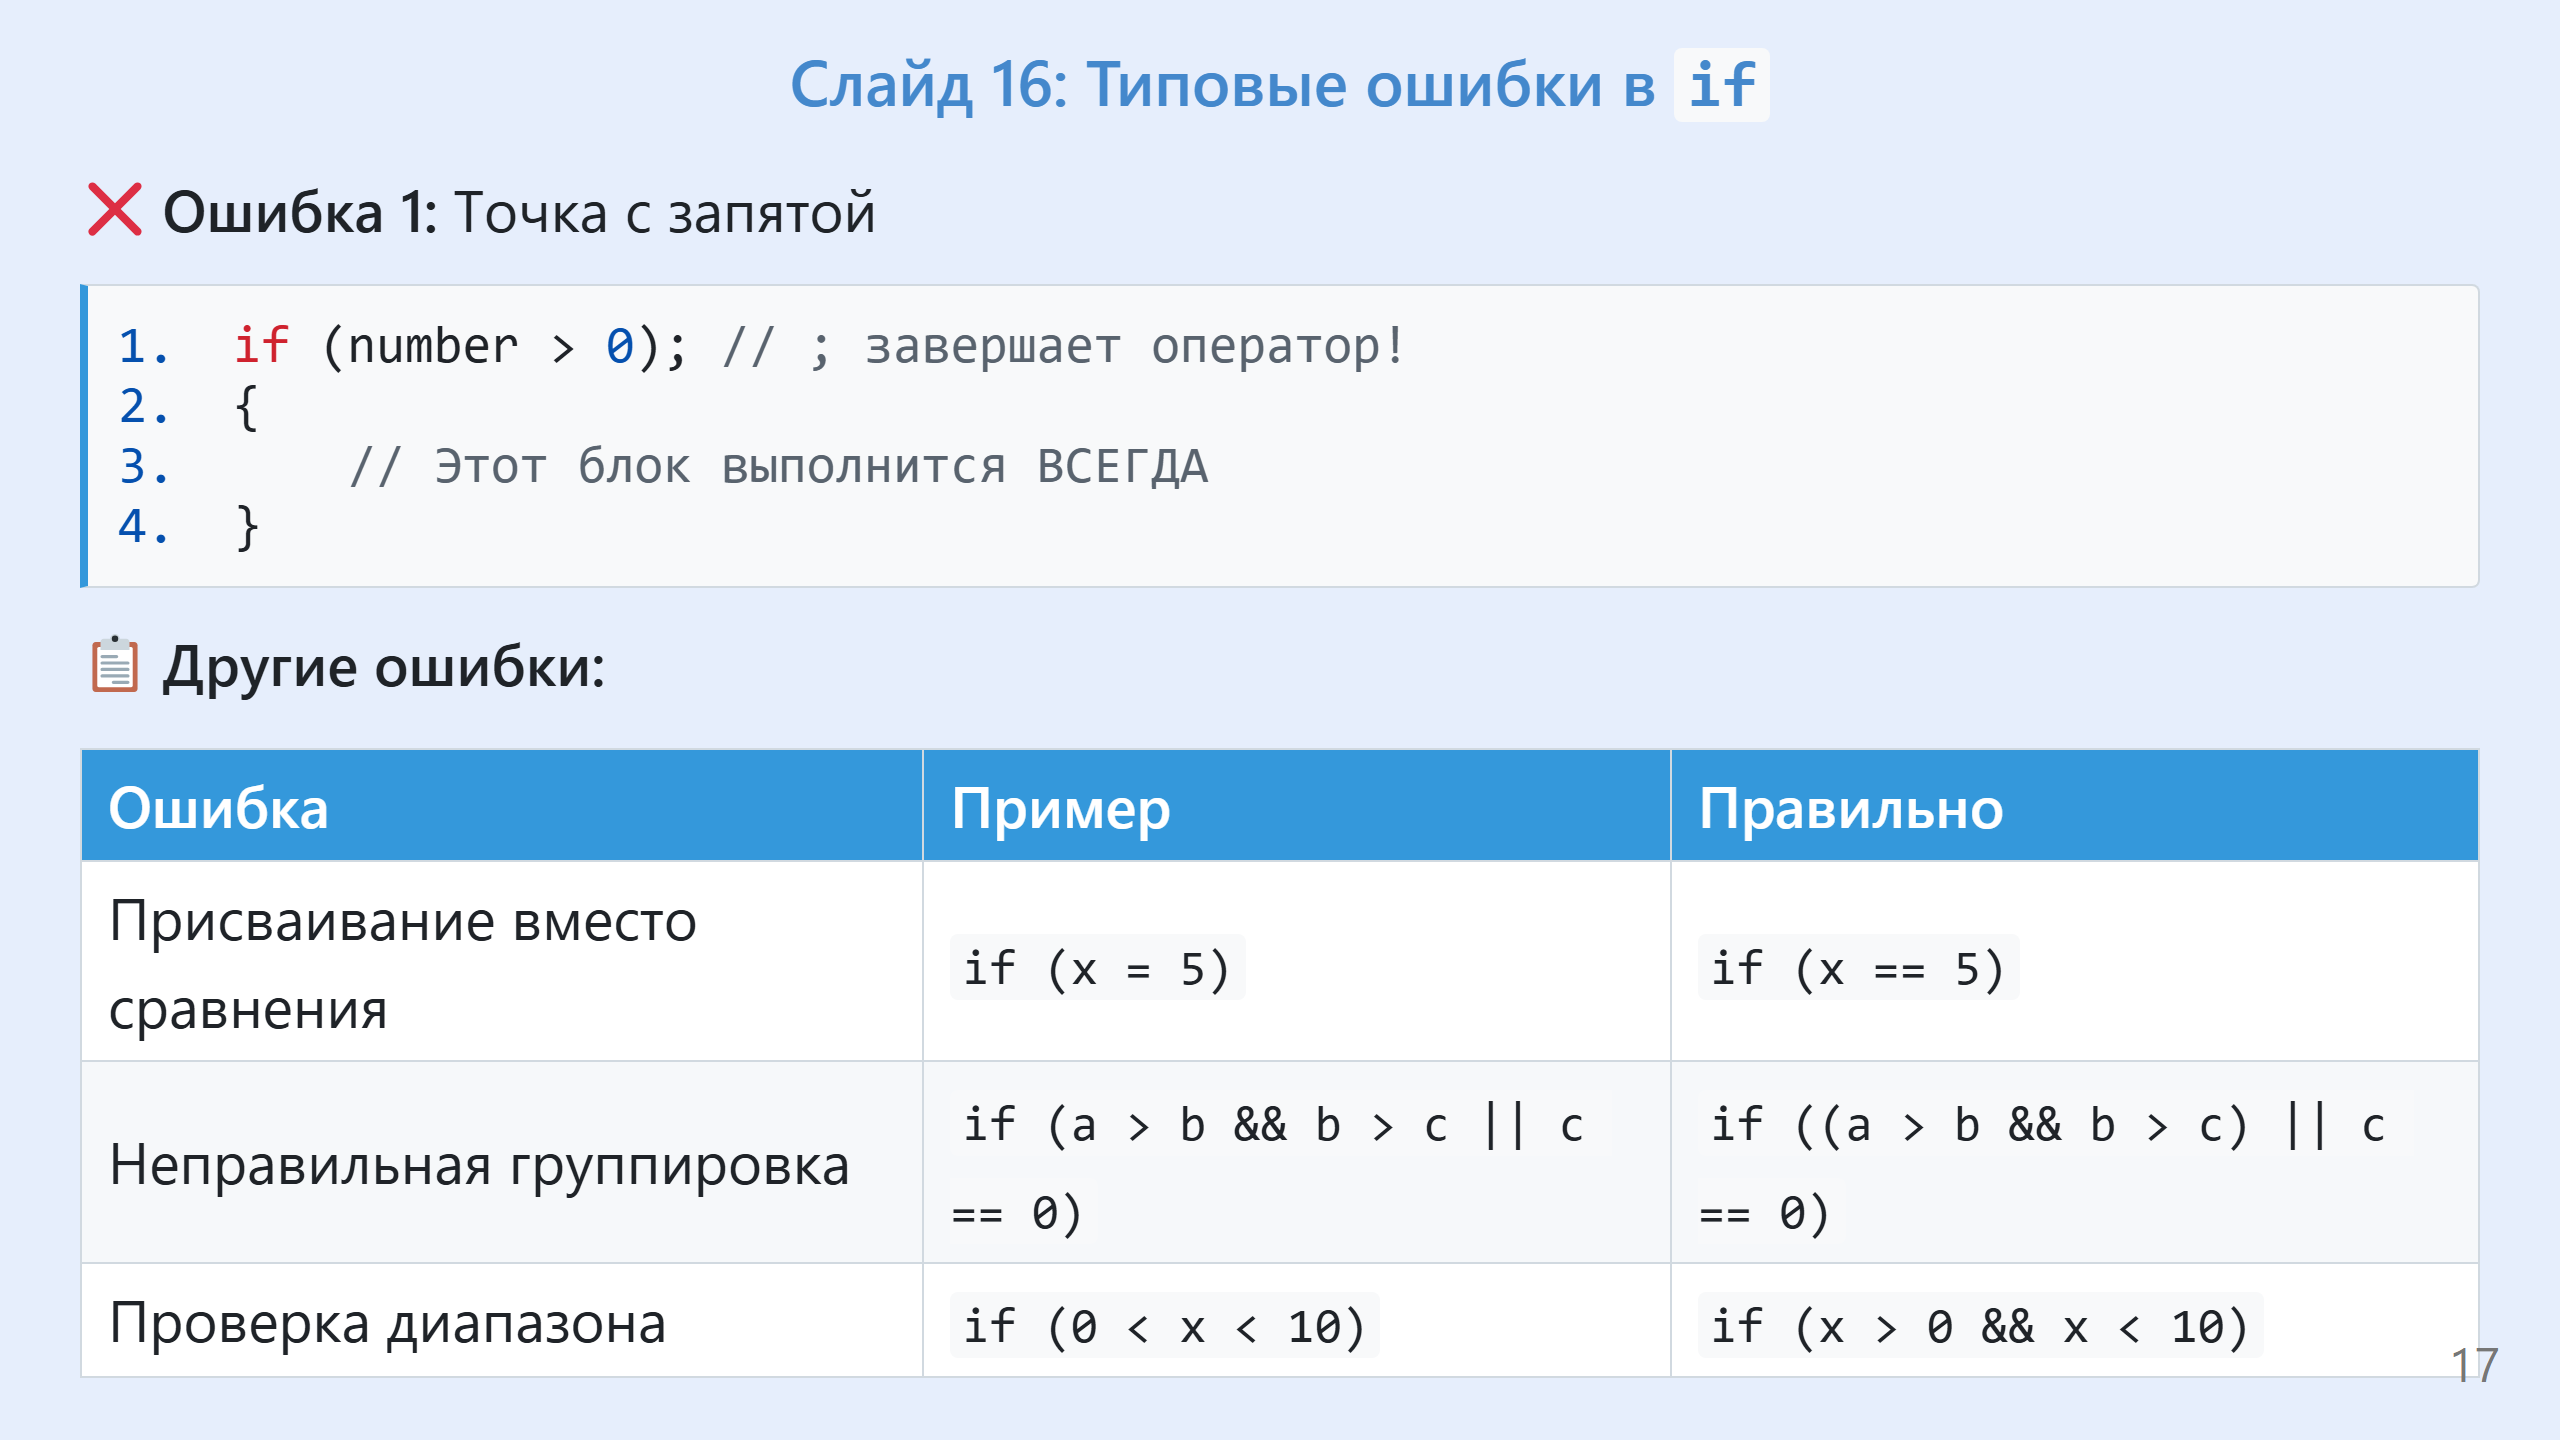 Слайд 16: Типовые ошибки в if
❌ Ошибка 1: Точка с запятой
1.  if (number > 0); // ; завершает оператор!
2.  {
3.      // Этот блок выполнится ВСЕГДА
4.  }
📋 Другие ошибки:
Ошибка Пример Правильно
Присваивание вместо
сравнения
if (x = 5)
if (x == 5)
Неправильная группировка
if (a > b && b > c || c
== 0)
if ((a > b && b > c) || c
== 0)
Проверка диапазона
if (0 < x < 10)
if (x > 0 && x < 10)
17